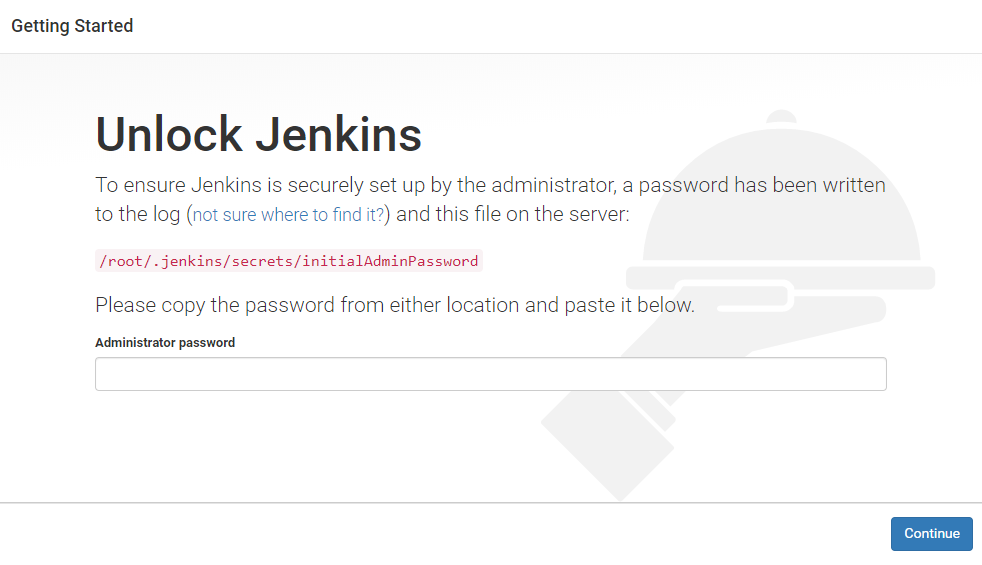 Getting Started
Unlock Jenkins
To ensure Jenkins is securely set up by the administrator, a password has been written
to the log (not sure where to find it?) and this file on the server:
/root/.jenkins/secrets/initialAdminPassword
Please copy the password from either location and paste it below.
Administrator password
Continue